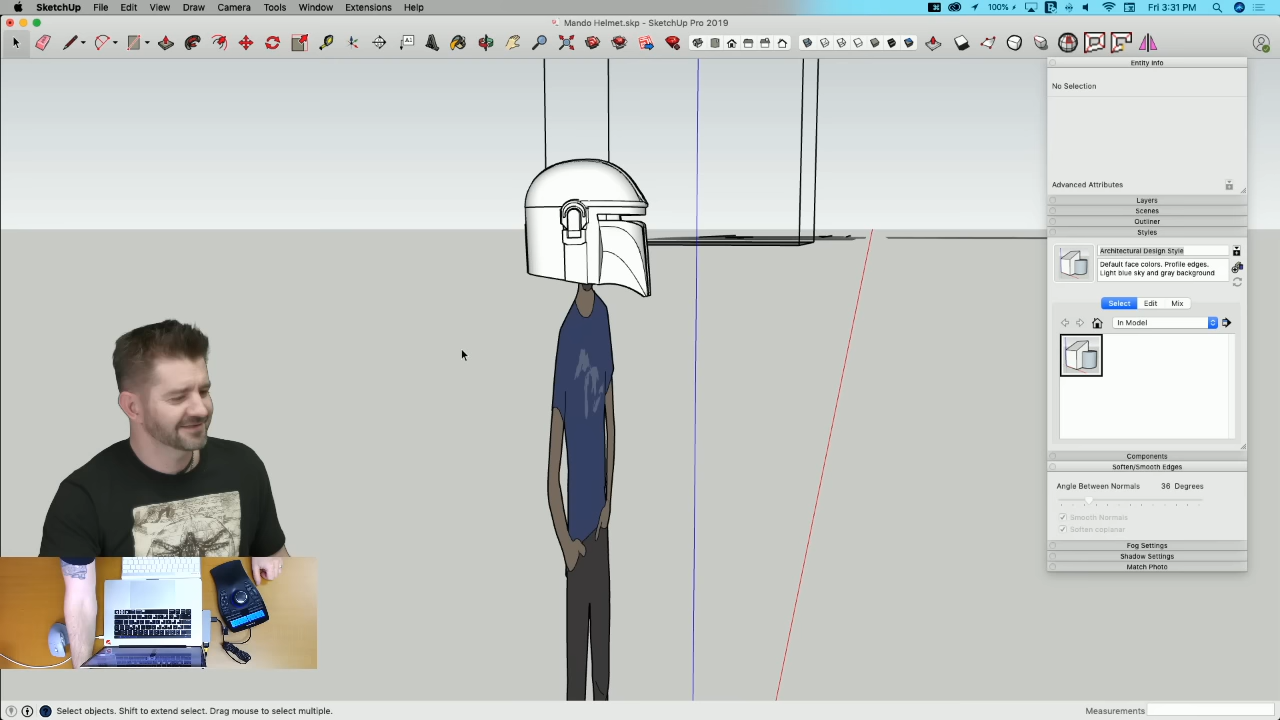 SketchUp File Edit View Draw Camera Tools Window Extensions Help
100% Fri 3:31 PM
Mando Helmet.skp - SketchUp Pro 2019
Entity Info
No Selection
Advanced Attributes
Layers
Scenes
Outliner
Styles
Architectural Design Style
Default face colors. Profile edges.
Light blue sky and gray background
Select Edit Mix
In Model
Components
Soften/Smooth Edges
Angle Between Normals 36 Degrees
Smooth Normals
Soften coplanar
Fog Settings
Shadow Settings
Match Photo
Select objects. Shift to extend select. Drag mouse to select multiple.
Measurements